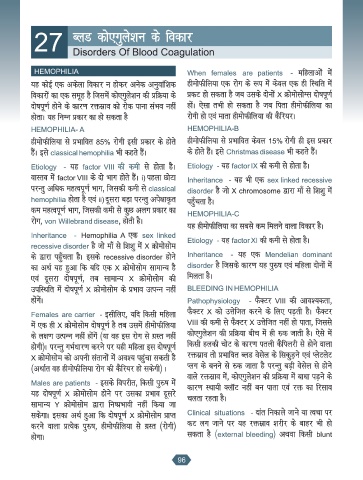 27
ब्लड कोएगुलेशन के विकार
Disorders Of Blood Coagulation
HEMOPHILIA
यह कोई एक अकेला विकार न होकर अनेक अनुवांशिक
विकारों का एक समूह है जिसमें कोएगुलेशन की प्रक्रिया के
दोषपूर्ण होने के कारण रक्तस्राव को रोक पाना संभव नहीं
होता। यह निम्न प्रकार का हो सकता है
HEMOPHILIA- A
हीमोफीलिया से प्रभावित 85% रोगी इसी प्रकार के होते
हैं। इसे classical hemophilia भी कहते हैं।
Etiology - यह factor VIII की कमी से होता है।
वास्तव में factor VIII के दो भाग होते हैं। i) पहला छोटा
परन्तु अधिक महत्वपूर्ण भाग, जिसकी कमी से classical
hemophilia होता है एवं ii) दूसरा बड़ा परन्तु अपेक्षाकृत
कम महत्वपूर्ण भाग, जिसकी कमी से कुछ अलग प्रकार का
रोग, von Willebrand disease, होती है।
Inheritance - Hemophilia A एक sex linked
recessive disorder है जो माँ से शिशु में X क्रोमोसोम
के द्वारा पहुँचता है। इसके recessive disorder होने
का अर्थ यह हुआ कि यदि एक X क्रोमोसोम सामान्य है
एवं दूसरा दोषपूर्ण, तब सामान्य X क्रोमोसोम की
उपस्थिति में दोषपूर्ण X क्रोमोसोम के प्रभाव उत्पन्न नहीं
होंगे।
Females are carrier - इसीलिए, यदि किसी महिला
में एक ही X क्रोमोसोम दोषपूर्ण है तब उसमें हीमोफीलिया
के लक्षण उत्पन्न नहीं होंगे (या वह इस रोग से ग्रस्त नहीं
होगी)। परन्तु गर्भधारण करने पर यही महिला इस दोषपूर्ण
X क्रोमोसोम को अपनी संतानों में अवश्य पहुंचा सकती है
(अर्थात वह हीमोफीलिया रोग की कैरियर हो सकेगी)।
Males are patients - इसके विपरीत, किसी पुरुष में
यह दोषपूर्ण X क्रोमोसोम होने पर उसका प्रभाव दूसरे
सामान्य Y क्रोमोसोम द्वारा निष्प्रभावी नहीं किया जा
सकेगा। इसका अर्थ हुआ कि दोषपूर्ण X क्रोमोसोम प्राप्त
करने वाला प्रत्येक पुरुष, हीमोफीलिया से ग्रस्त (रोगी)
होगा।
When females are patients - महिलाओं में
हीमोफीलिया एक रोग के रूप में केवल एक ही स्थिति में
प्रकट हो सकता है जब उसके दोनों X क्रोमोसोम्स दोषपूर्ण
हों। ऐसा तभी हो सकता है जब पिता हीमोफीलिया का
रोगी हो एवं माता हीमोफीलिया की कैरियर।
HEMOPHILIA-B
हीमोफीलिया से प्रभावित केवल 15% रोगी ही इस प्रकार
के होते हैं। इसे Christmas disease भी कहते हैं।
Etiology - यह factor IX की कमी से होता है।
Inheritance - यह भी एक sex linked recessive
disorder है जो X chromosome द्वारा माँ से शिशु में
पहुँचता है।
HEMOPHILIA-C
यह हीमोफीलिया का सबसे कम मिलने वाला विकार है।
Etiology - यह factor XI की कमी से होता है।
Inheritance - यह एक Mendelian dominant
disorder है जिसके कारण यह पुरुष एवं महिला दोनों में
मिलता है।
BLEEDING IN HEMOPHILIA
Pathophysiology - फैक्टर VIII की आवश्यकता,
फैक्टर X को उत्तेजित करने के लिए पड़ती है। फैक्टर
VIII की कमी से फैक्टर X उत्तेजित नहीं हो पाता, जिससे
कोएगुलेशन की प्रक्रिया बीच में ही रुक जाती है। ऐसे में
किसी हलकी चोट के कारण पतली कैपिलरी से होने वाला
रक्तस्राव तो प्रभावित ब्लड वेसेल के सिकुड़ने एवं प्लेटलेट
प्लग के बनने से रुक जाता है परन्तु बड़ी वेसेल से होने
वाले रक्तस्राव में, कोएगुलेशन की प्रक्रिया में बाधा पड़ने के
कारण स्थायी क्लॉट नहीं बन पाता एवं रक्त का रिसाव
चलता रहता है।
Clinical situations - दांत निकाले जाने या त्वचा पर
कट लग जाने पर यह रक्तस्राव शरीर के बाहर भी हो
सकता है (external bleeding) अथवा किसी blunt
96